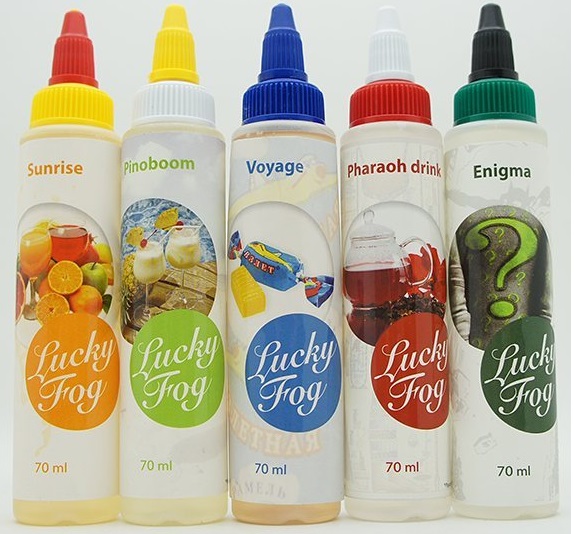 Sunrise
Lucky
Fog
70 ml
Pinoboom
Lucky
Fog
70 ml
Voyage
Lucky
Fog
70 ml
Pharaoh drink
Lucky
Fog
70 ml
Enigma
?
Lucky
Fog
70 ml